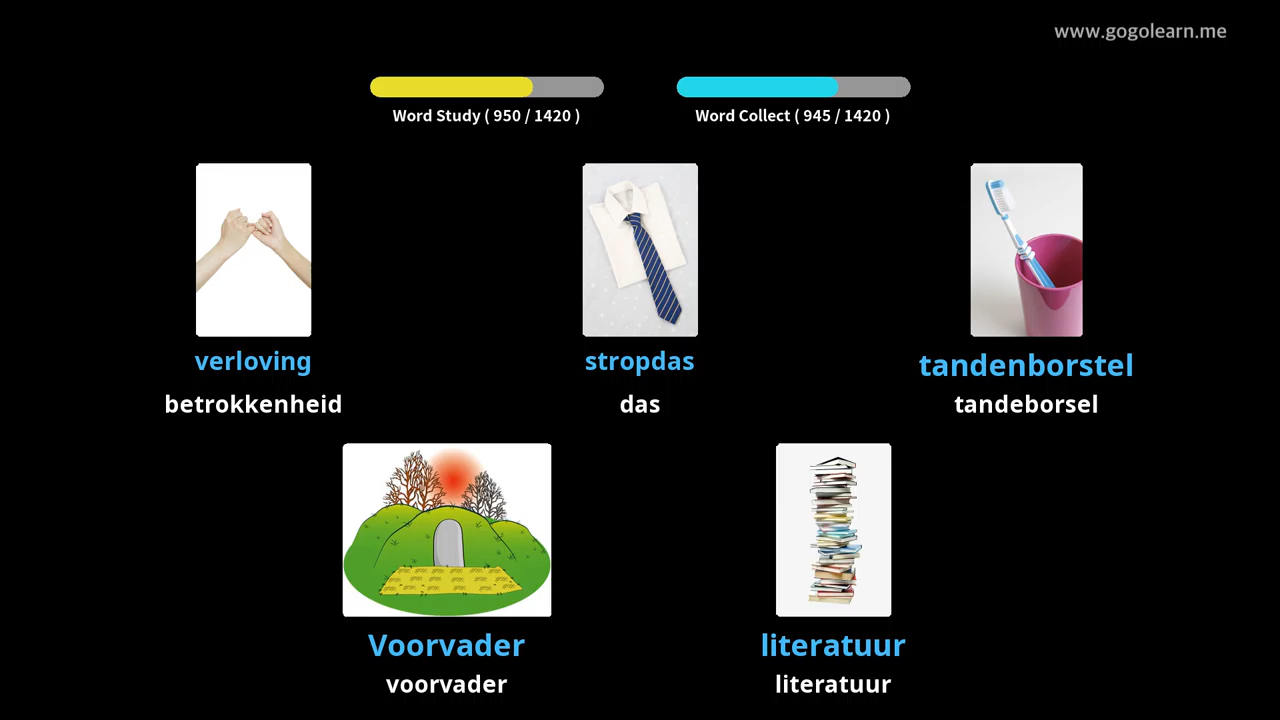 www.gogolearn.me
Word Study ( 950 / 1420 )
Word Collect ( 945 / 1420 )
verloving
betrokkenheid
stropdas
das
tandenborstel
tandeborsel
Voorvader
voorvader
literatuur
literatuur